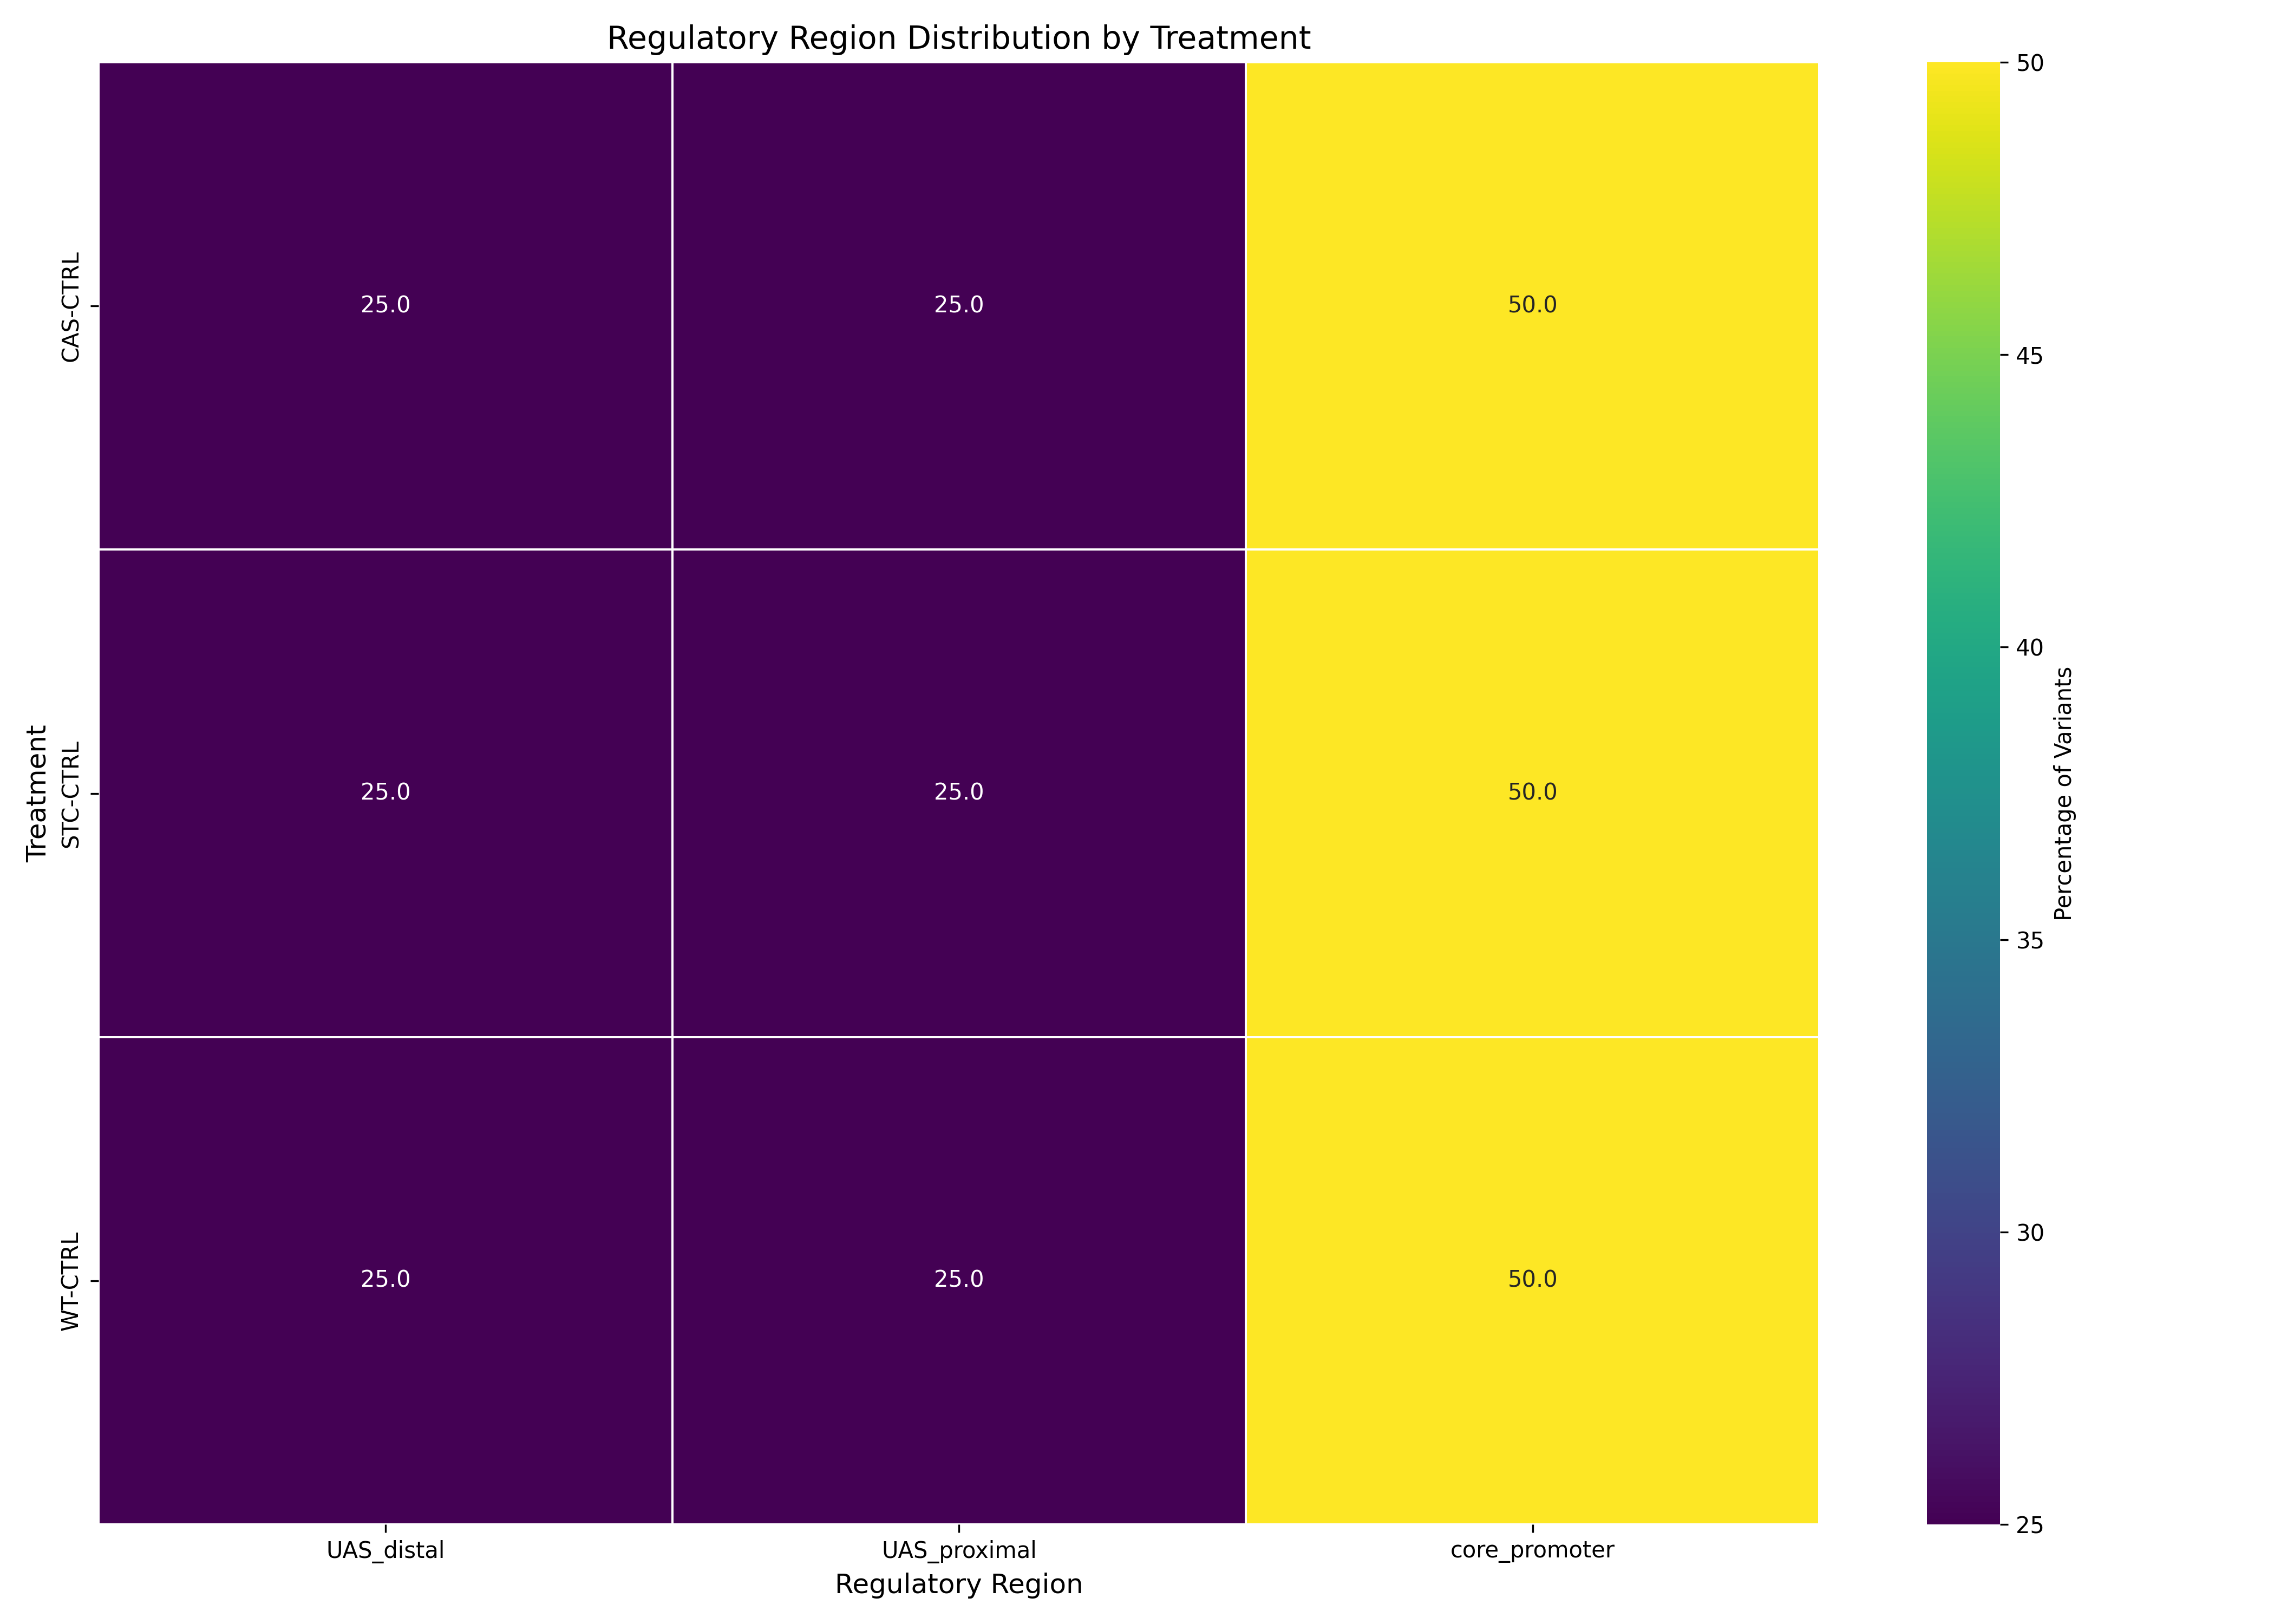 Regulatory Region Distribution by Treatment
Treatment
CAS-CTRL
25.0 25.0 50.0
STC-CTRL
25.0 25.0 50.0
WT-CTRL
25.0 25.0 50.0
UAS_distal UAS_proximal core_promoter
Regulatory Region
50
45
40
35
30
25
Percentage of Variants